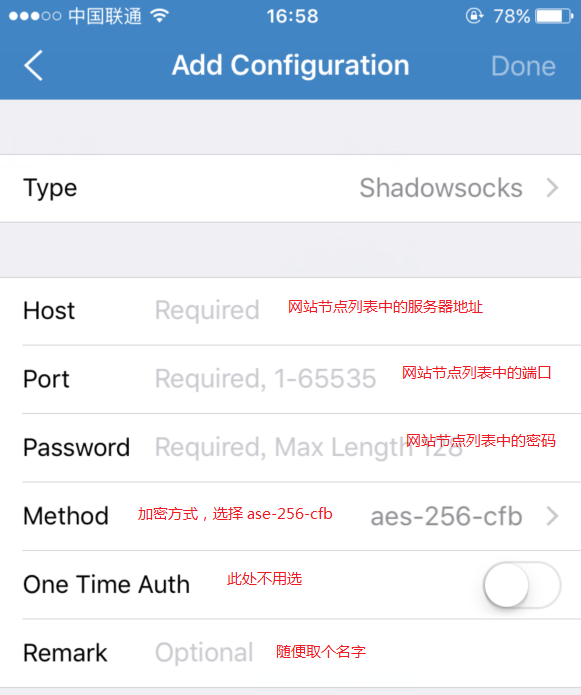 中国联通 16:58 78%
Add Configuration Done
Type Shadowsocks
Host Required 网站节点列表中的服务器地址
Port Required, 1-65535 网站节点列表中的端口
Password Required, Max Length 128 网站节点列表中的密码
Method 加密方式，选择 ase-256-cfb aes-256-cfb
One Time Auth 此处不用选
Remark Optional 随便取个名字